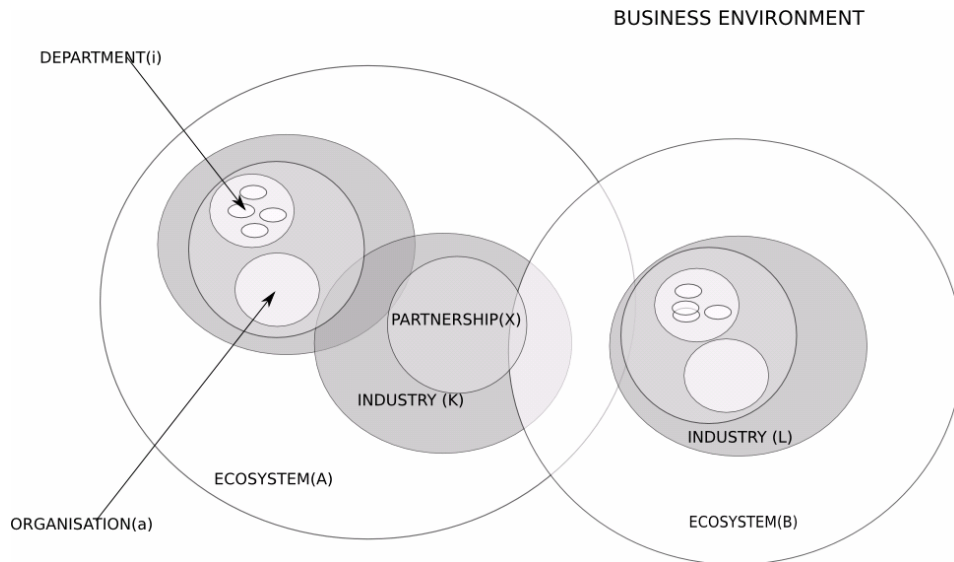 BUSINESS ENVIRONMENT
DEPARTMENT(i)
PARTNERSHIP(X)
INDUSTRY (K)
INDUSTRY (L)
ECOSYSTEM(A)
ORGANISATION(a)
ECOSYSTEM(B)